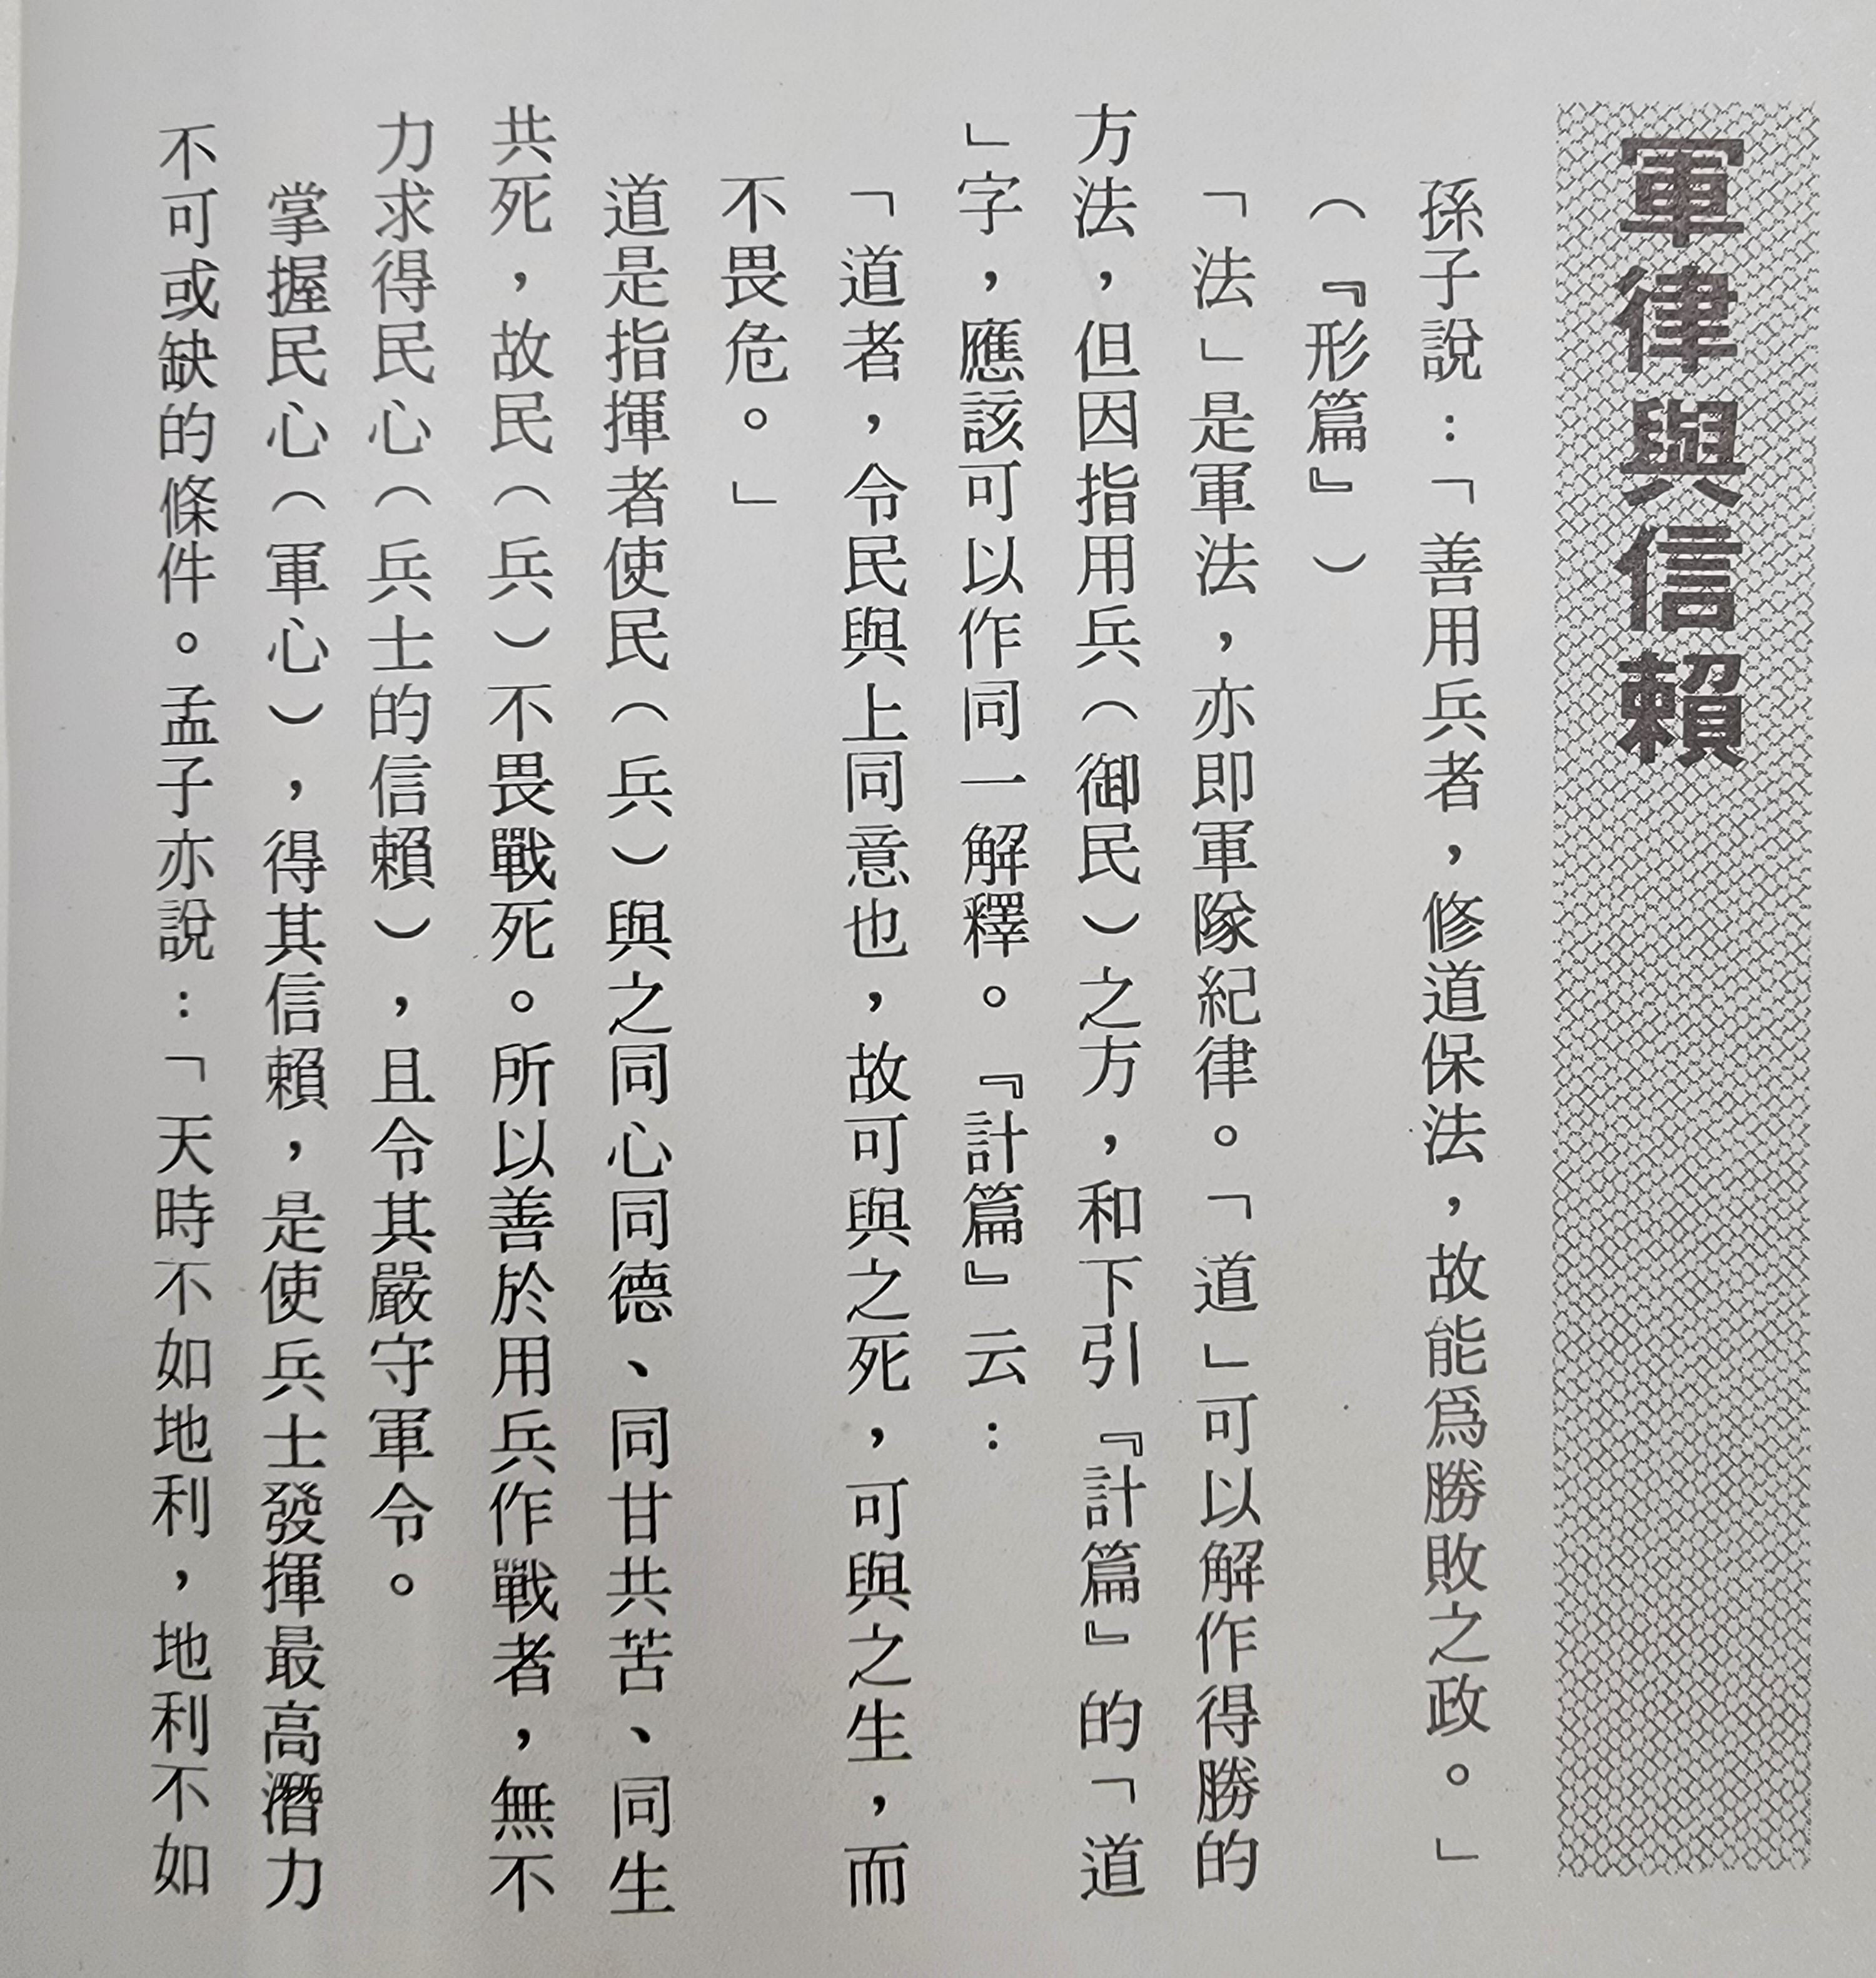 軍律與信賴
孫子說：「善用兵者，修道保法，故能爲勝敗之政。」
（『形篇』）
「法」是軍法，亦即軍隊紀律。「道」可以解作得勝的
方法，但因指用兵（御民）之方，和下引『計篇』的「道
」字，應該可以作同一解釋。『計篇』云：
「道者，令民與上同意也，故可與之死，可與之生，而
不畏危。」
道是指揮者使民（兵）與之同心同德、同甘共苦、同生
共死，故民（兵）不畏戰死。所以善於用兵作戰者，無不
力求得民心（兵士的信賴），且令其嚴守軍令。
掌握民心（軍心），得其信賴，是使兵士發揮最高潛力
不可或缺的條件。孟子亦說：「天時不如地利，地利不如